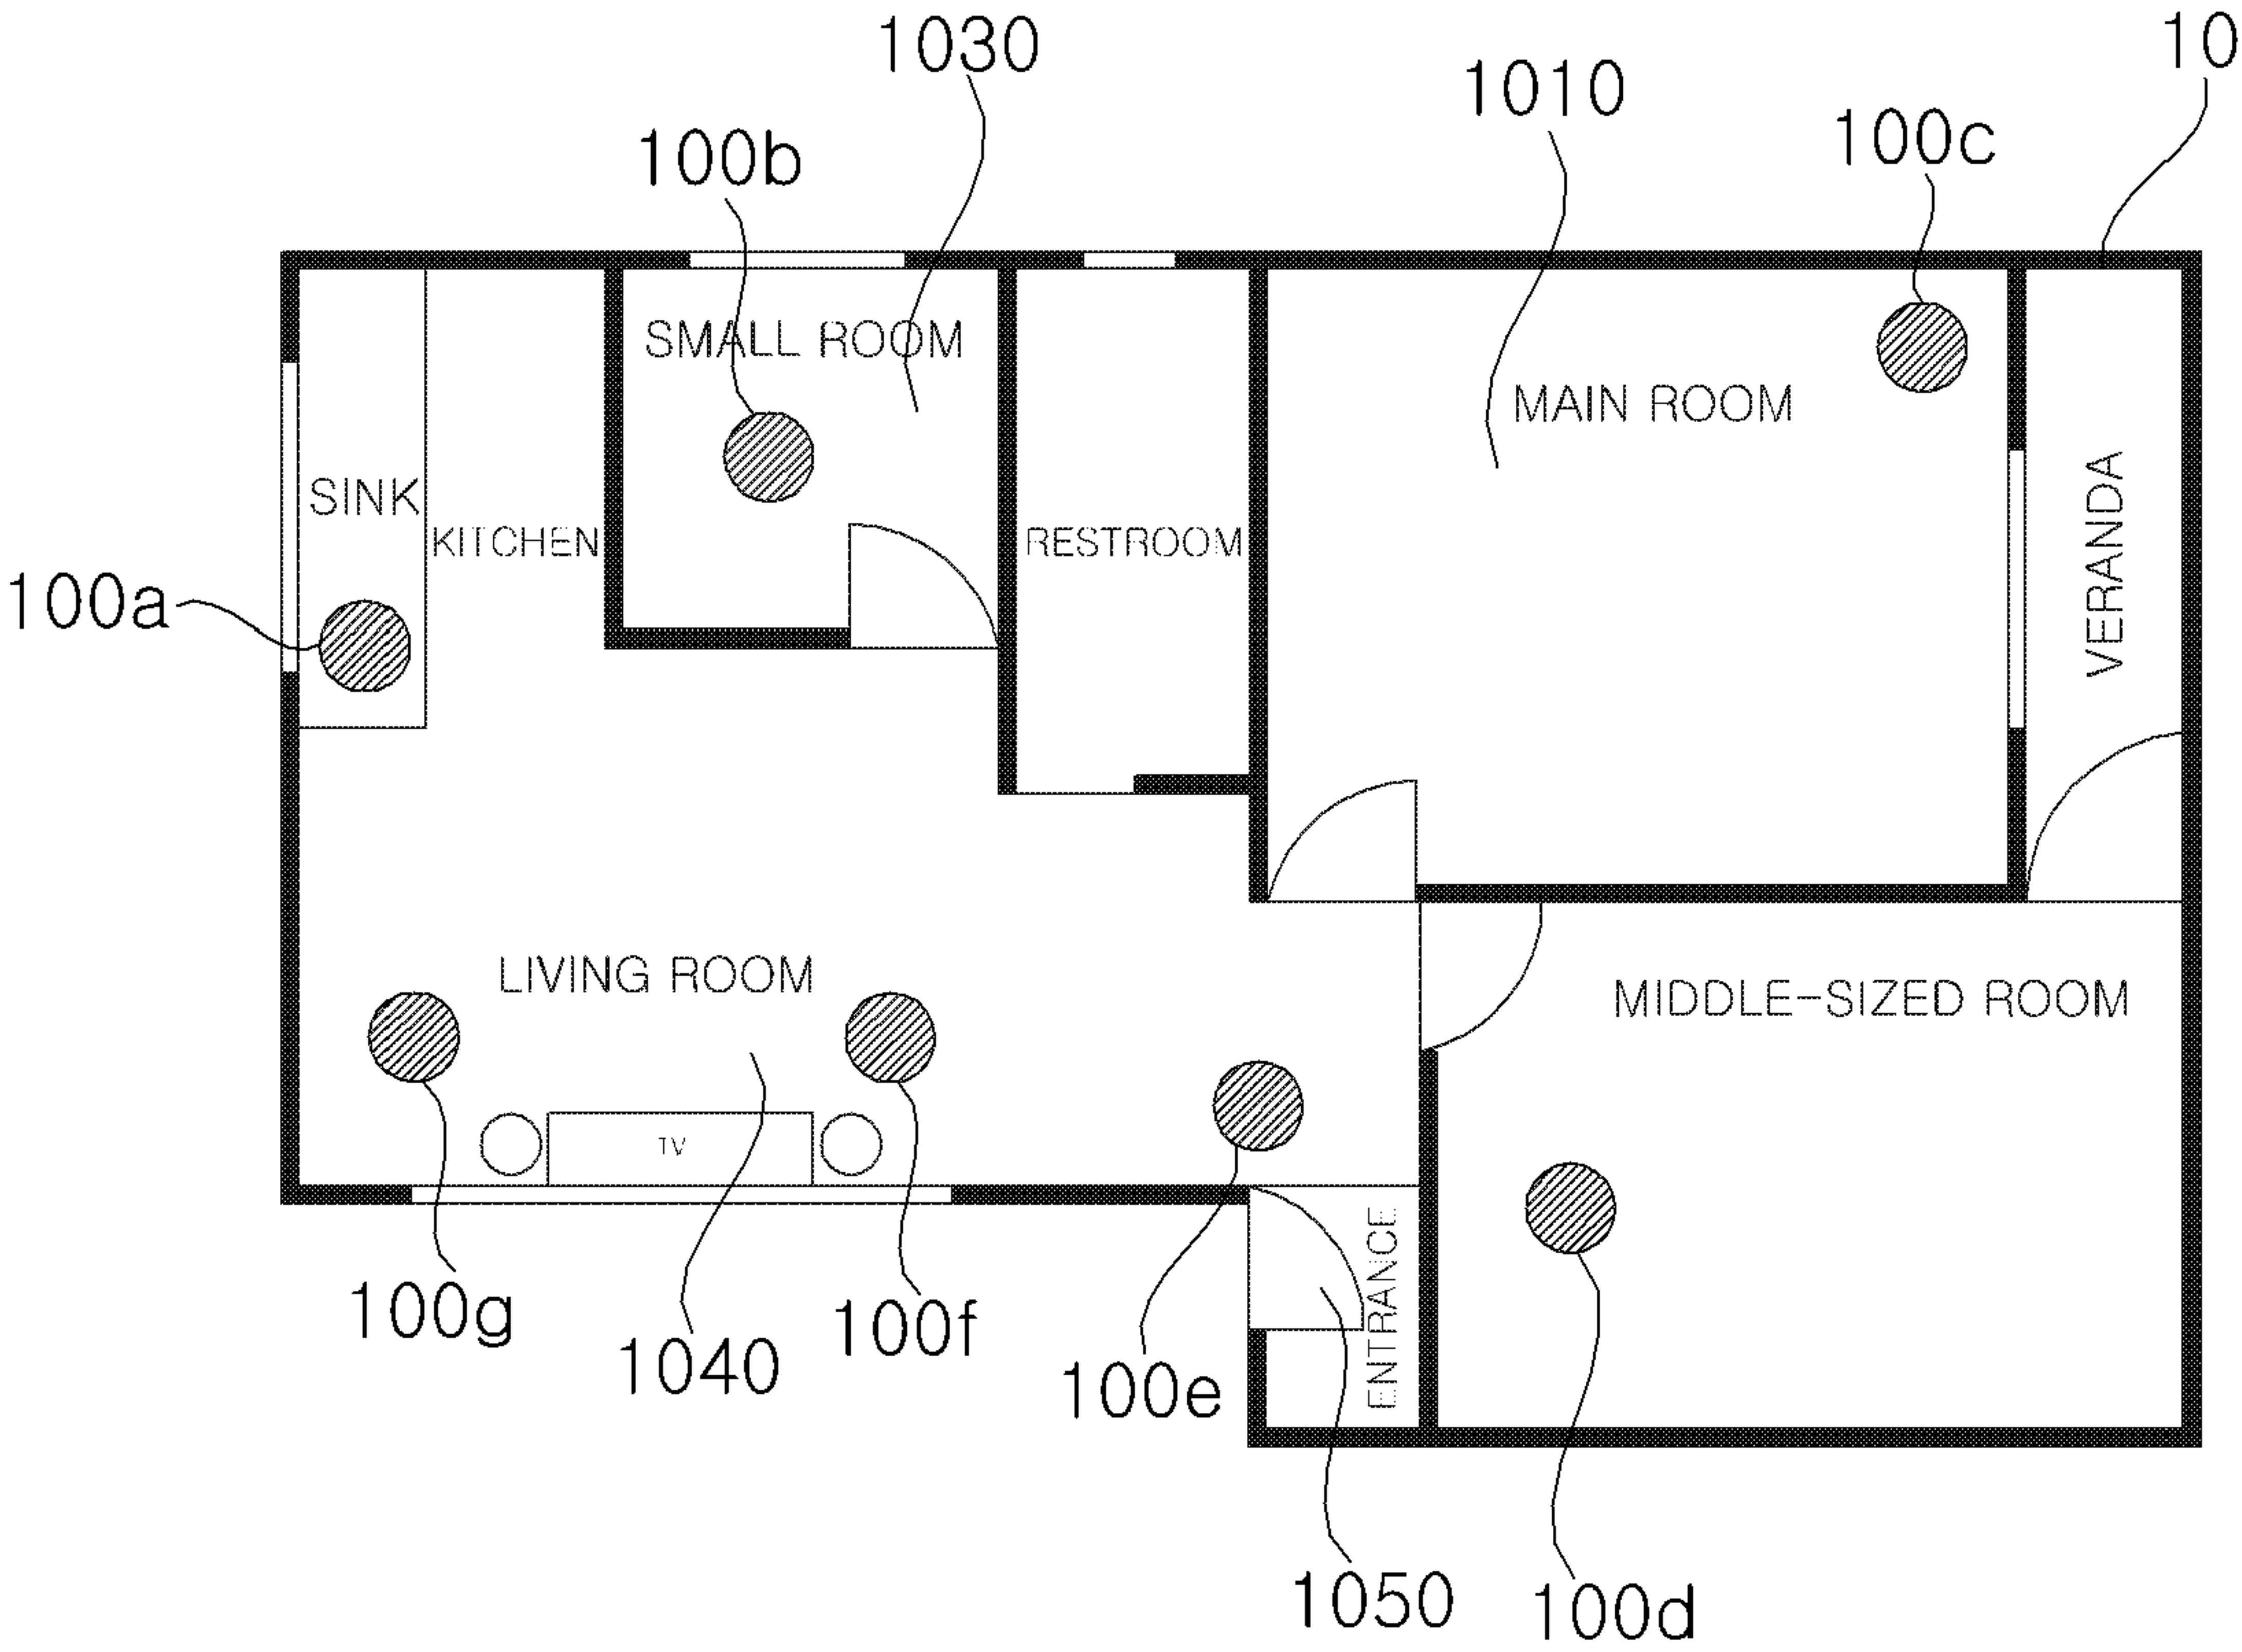 1030
10
1010
100b
100c
SMALL ROOM
MAIN ROOM
SINK
KITCHEN
RESTROOM
VERANDA
100a
LIVING ROOM
MIDDLE-SIZED ROOM
TV
ENTRANCE
100g
1040
100f
100e
1050
100d